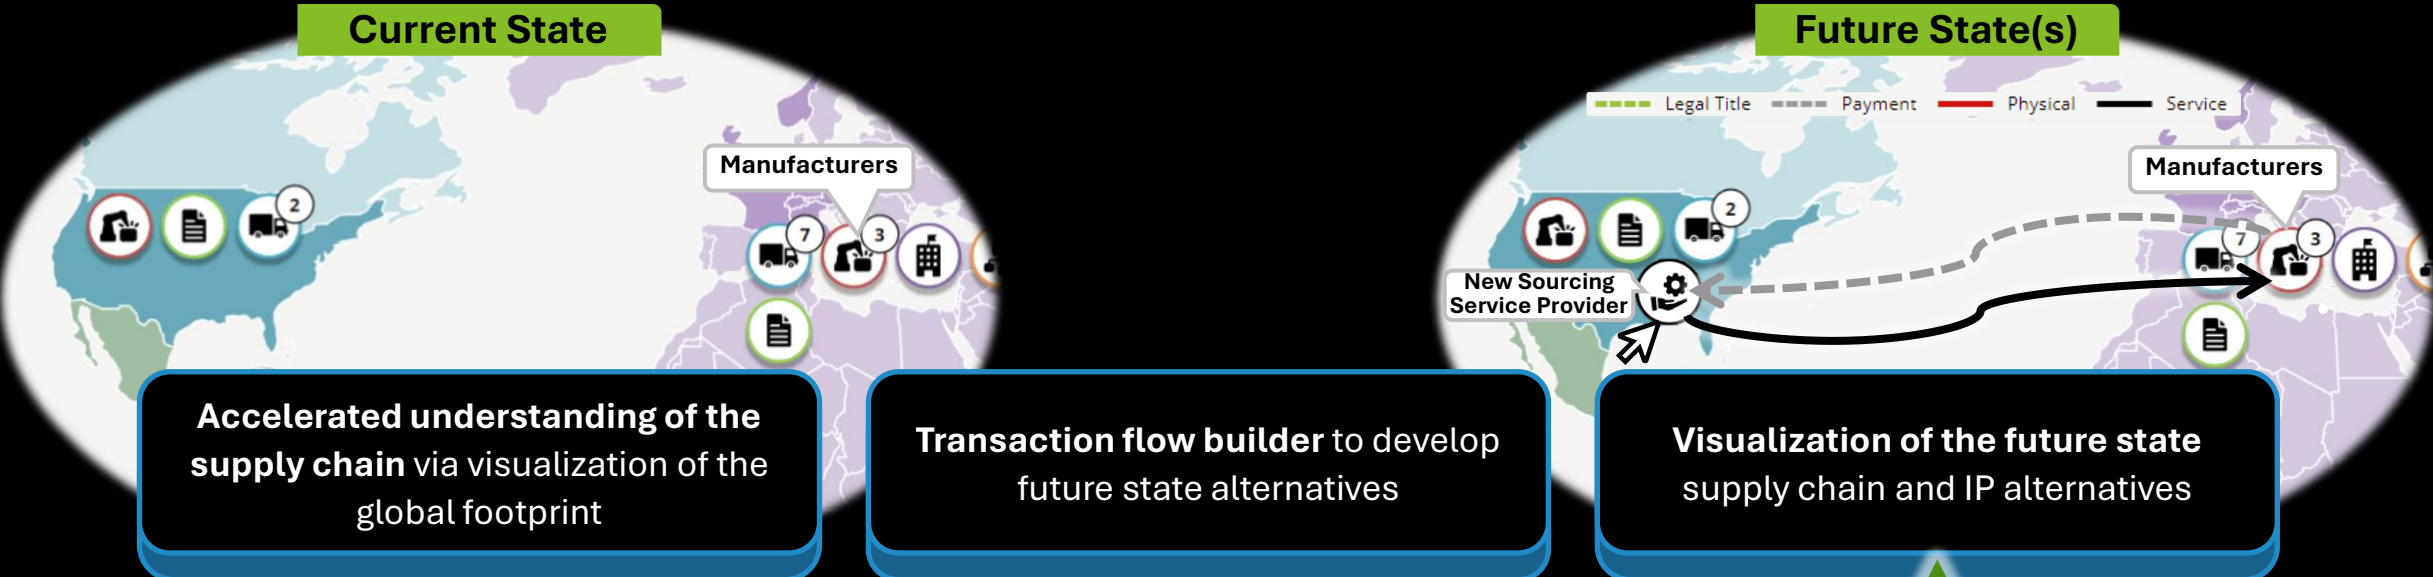 Current State
Manufacturers
2
7
3
Accelerated understanding of the
supply chain via visualization of the
global footprint
Transaction flow builder to develop
future state alternatives
Future State(s)
Legal Title Payment Physical Service
Manufacturers
2
7
3
New Sourcing
Service Provider
Visualization of the future state
supply chain and IP alternatives